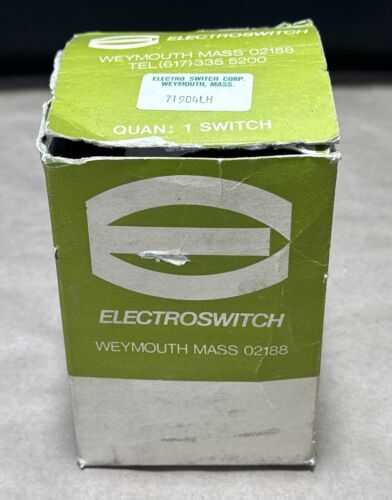 WEYMOUTH MASS 02188
TEL(617)335 5200
ELECTRO SWITCH CORP.
WEYMOUTH, MASS.
71904LH
QUAN: 1 SWITCH
ELECTROSWITCH
WEYMOUTH MASS 02188